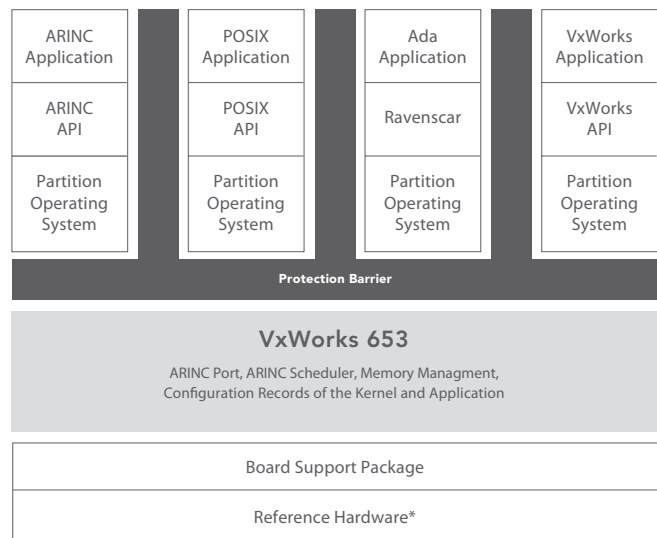 ARINC
Application
ARINC
API
Partition
Operating
System
POSIX
Application
POSIX
API
Partition
Operating
System
Ada
Application
Ravenscar
Partition
Operating
System
VxWorks
Application
VxWorks
API
Partition
Operating
System
Protection Barrier
VxWorks 653
ARINC Port, ARINC Scheduler, Memory Managment,
Configuration Records of the Kernel and Application
Board Support Package
Reference Hardware*